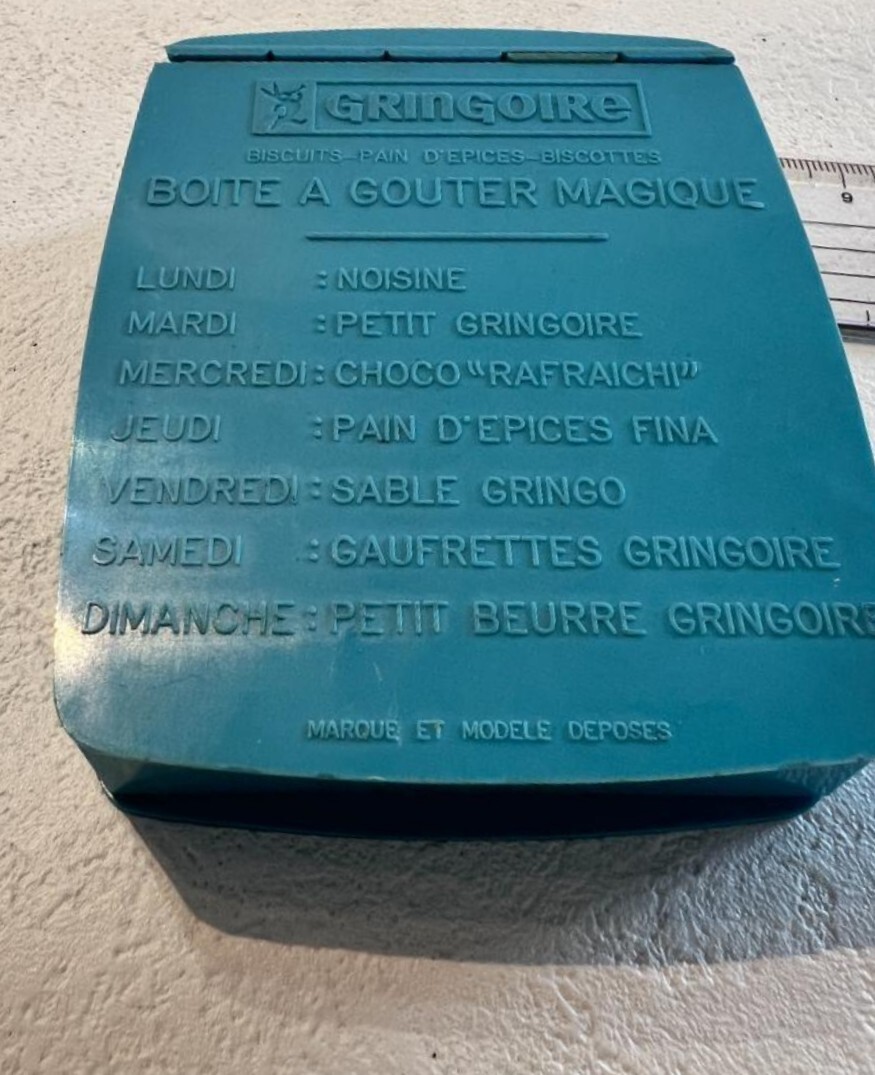 GRINGOIRE
BISCUITS-PAIN D'EPICES-BISCOTTES
BOITE A GOUTER MAGIQUE
LUNDI : NOISINE
MARDI : PETIT GRINGOIRE
MERCREDI : CHOCO "RAFRAICHI"
JEUDI : PAIN D'EPICES FINA
VENDREDI : SABLE GRINGO
SAMEDI : GAUFRETTES GRINGOIRE
DIMANCHE : PETIT BEURRE GRINGOIRE
MARQUE ET MODELE DEPOSES
9